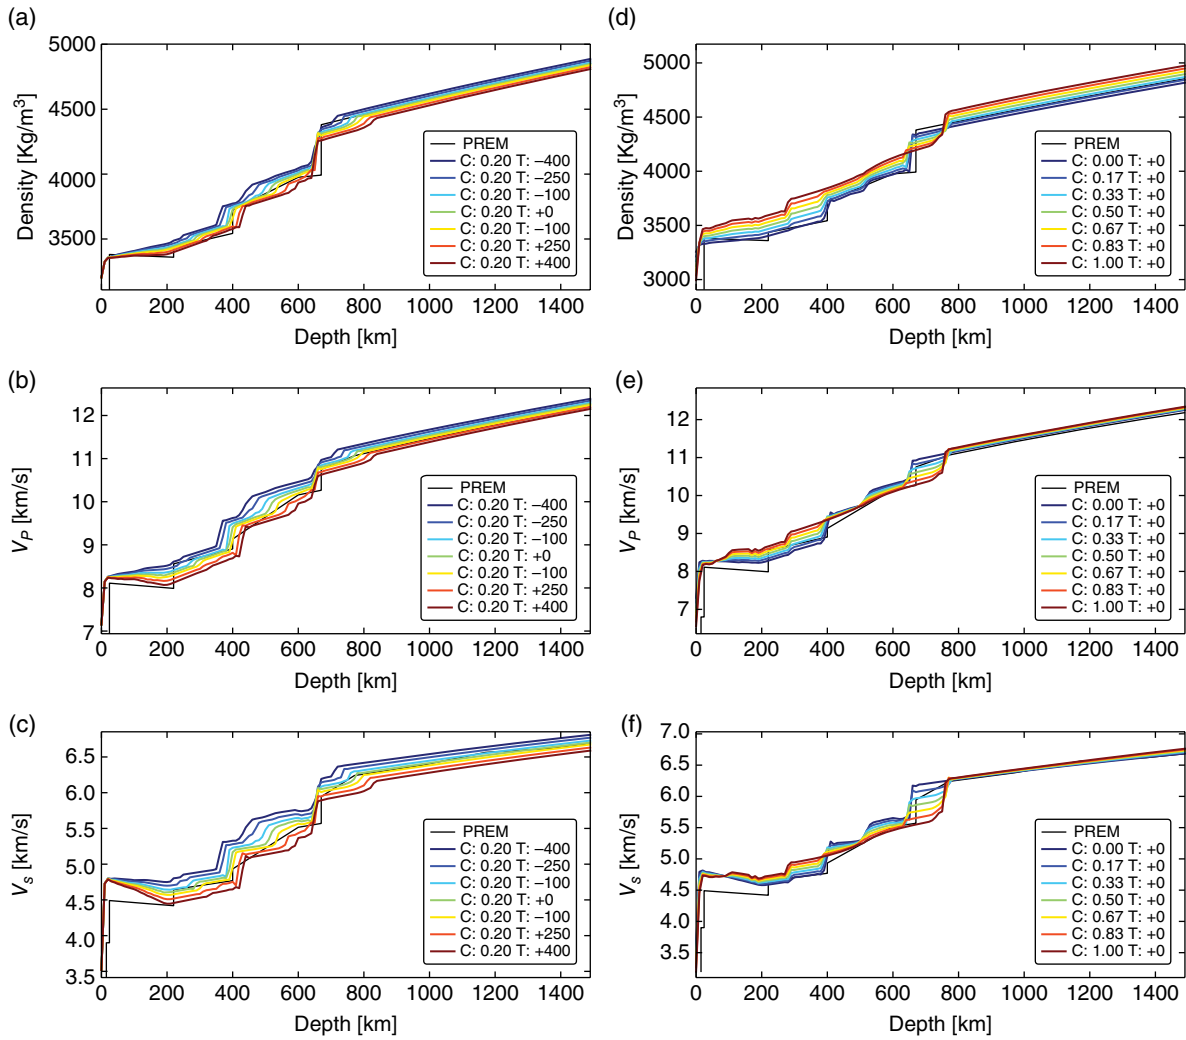 (a)
5000
4500
4000
3500
Density [Kg/m³]
PREM
C: 0.20 T: −400
C: 0.20 T: −250
C: 0.20 T: −100
C: 0.20 T: +0
C: 0.20 T: −100
C: 0.20 T: +250
C: 0.20 T: +400
0 200 400 600 800 1000 1200 1400
Depth [km]
(d)
5000
4500
4000
3500
3000
Density [Kg/m³]
PREM
C: 0.00 T: +0
C: 0.17 T: +0
C: 0.33 T: +0
C: 0.50 T: +0
C: 0.67 T: +0
C: 0.83 T: +0
C: 1.00 T: +0
0 200 400 600 800 1000 1200 1400
Depth [km]
(b)
12
11
10
9
8
7
V_P [km/s]
PREM
C: 0.20 T: −400
C: 0.20 T: −250
C: 0.20 T: −100
C: 0.20 T: +0
C: 0.20 T: −100
C: 0.20 T: +250
C: 0.20 T: +400
0 200 400 600 800 1000 1200 1400
Depth [km]
(e)
12
11
10
9
8
7
V_P [km/s]
PREM
C: 0.00 T: +0
C: 0.17 T: +0
C: 0.33 T: +0
C: 0.50 T: +0
C: 0.67 T: +0
C: 0.83 T: +0
C: 1.00 T: +0
0 200 400 600 800 1000 1200 1400
Depth [km]
(c)
6.5
6.0
5.5
5.0
4.5
4.0
3.5
V_s [km/s]
PREM
C: 0.20 T: −400
C: 0.20 T: −250
C: 0.20 T: −100
C: 0.20 T: +0
C: 0.20 T: −100
C: 0.20 T: +250
C: 0.20 T: +400
0 200 400 600 800 1000 1200 1400
Depth [km]
(f)
7.0
6.5
6.0
5.5
5.0
4.5
4.0
3.5
V_s [km/s]
PREM
C: 0.00 T: +0
C: 0.17 T: +0
C: 0.33 T: +0
C: 0.50 T: +0
C: 0.67 T: +0
C: 0.83 T: +0
C: 1.00 T: +0
0 200 400 600 800 1000 1200 1400
Depth [km]